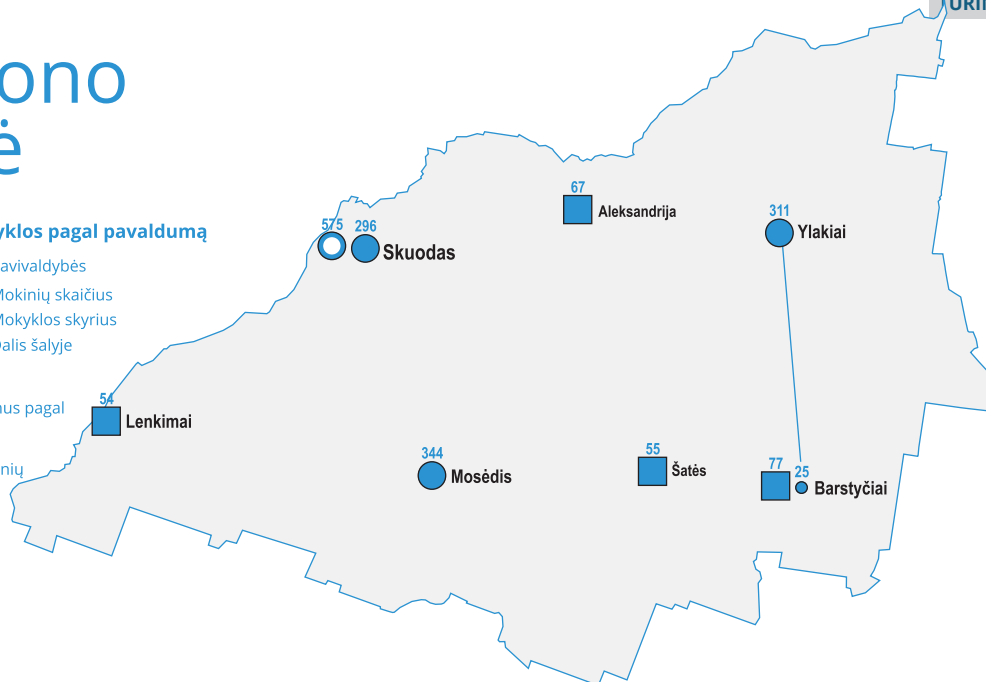 ono
ė
yklos pagal pavaldumą
avivaldybės
Mokinių skaičius
Mokyklos skyrius
Dalis šalyje
nus pagal
nių
575
296
Skuodas
67
Aleksandrija
311
Ylakiai
54
Lenkimai
344
Mosėdis
55
Šatės
77
25
Barstyčiai